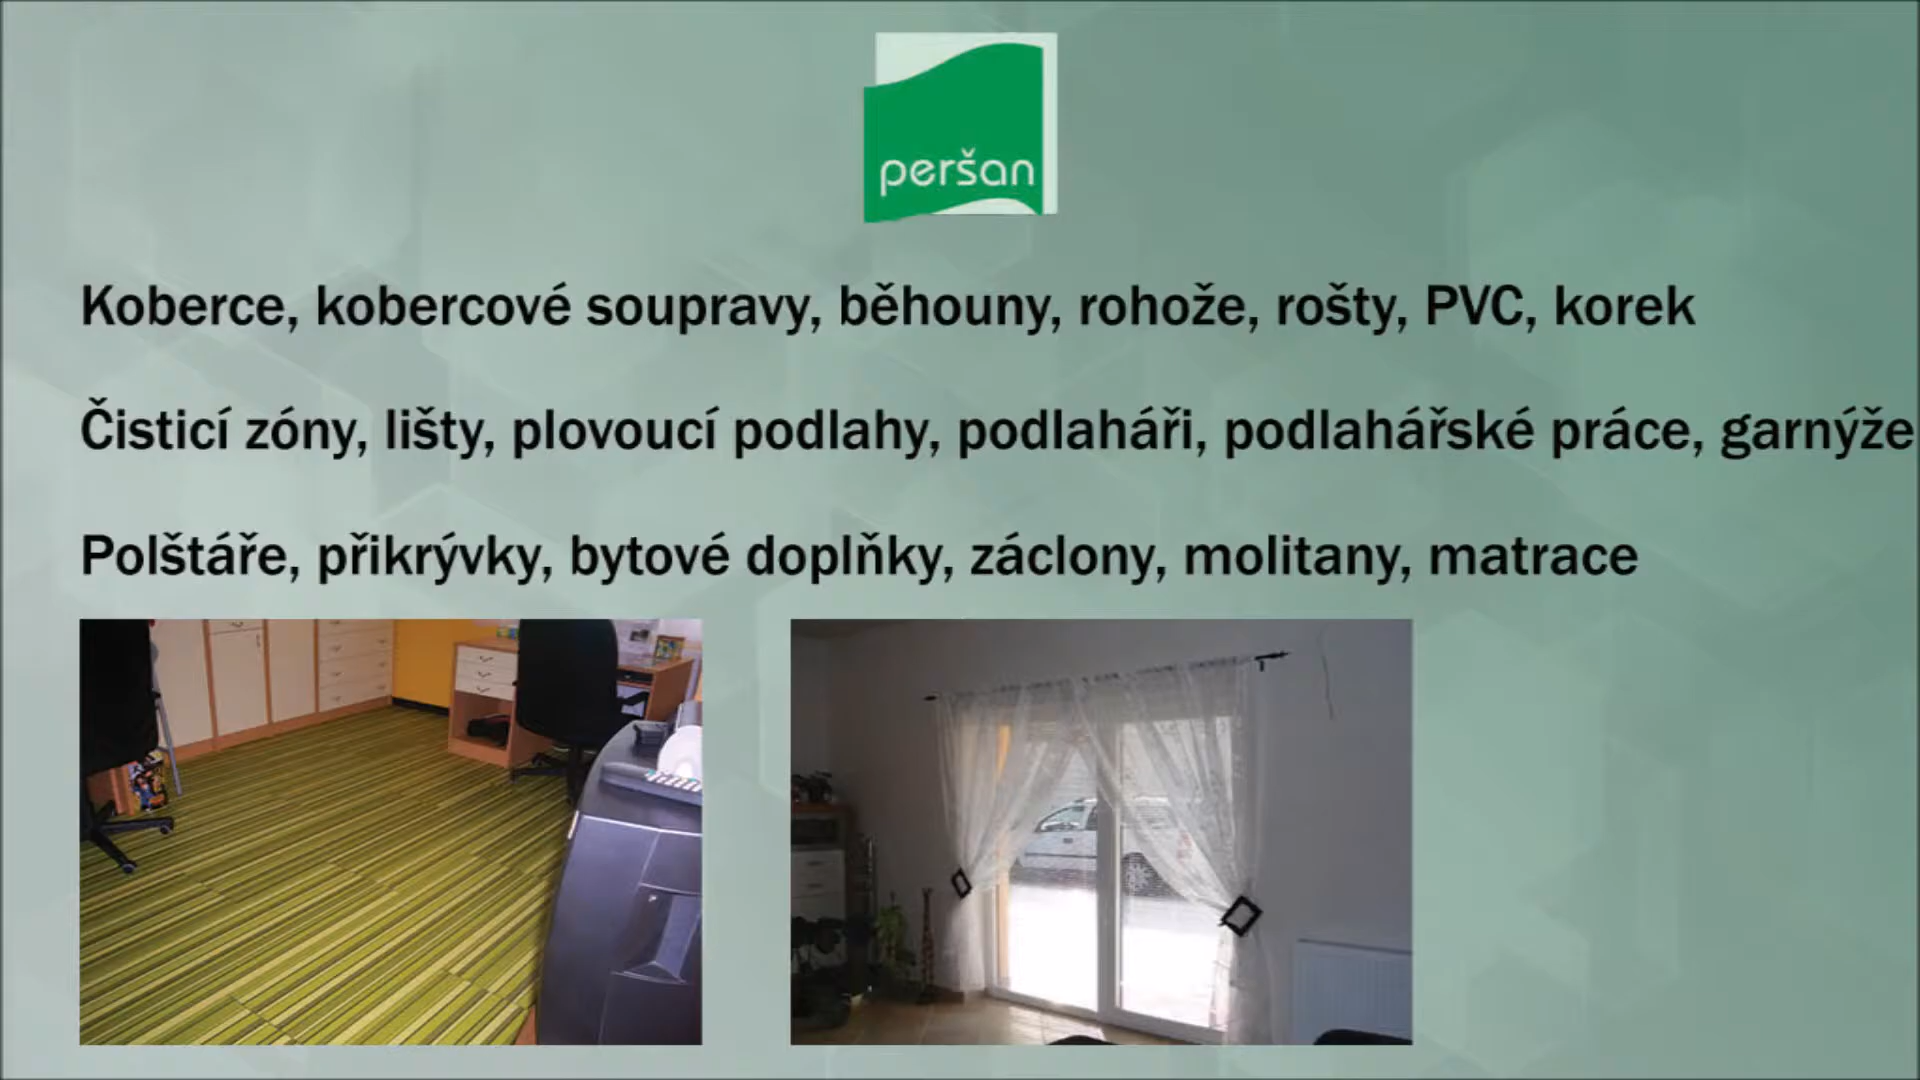 peršan
Koberce, kobercové soupravy, běhouny, rohože, rošty, PVC, korek
Čisticí zóny, lišty, plovoucí podlahy, podlaháři, podlahářské práce, garnýže
Polštáře, přikrývky, bytové doplňky, záclony, molitany, matrace